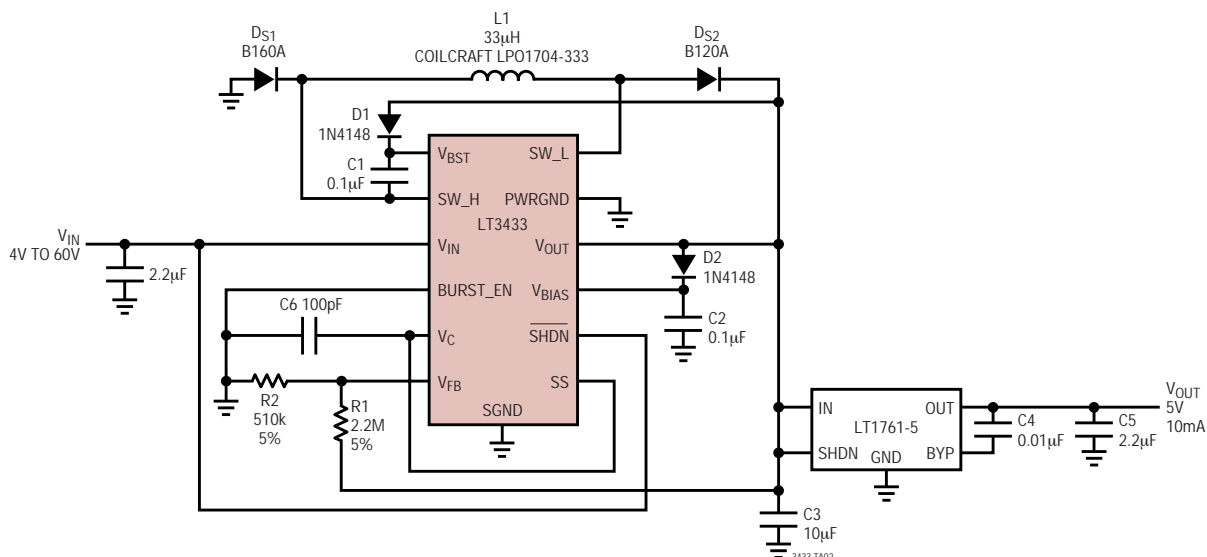 L1
33µH
COILCRAFT LPO1704-333
DS1
B160A
DS2
B120A
D1
1N4148
C1
0.1µF
VBST
SW_L
SW_H
PWRGND
LT3433
VIN
4V TO 60V
2.2µF
VIN
VOUT
D2
1N4148
BURST_EN
VBIAS
C6 100pF
C2
0.1µF
VC
SHDN
VFB
SS
R2
510k
5%
R1
2.2M
5%
SGND
IN
OUT
LT1761-5
SHDN
GND
BYP
C4
0.01µF
C5
2.2µF
VOUT
5V
10mA
C3
10µF
3433 TA02